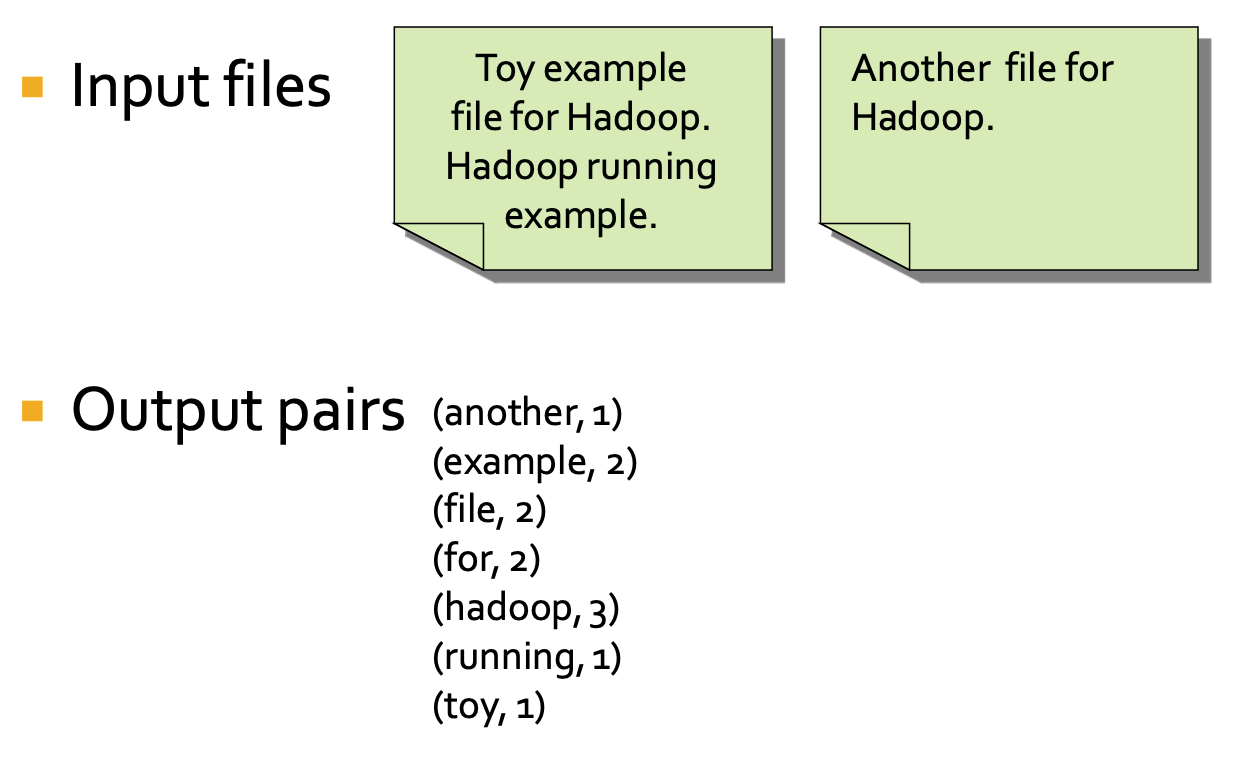 Input files
Toy example
file for Hadoop.
Hadoop running
example.
Another  file for
Hadoop.
Output pairs
(another, 1)
(example, 2)
(file, 2)
(for, 2)
(hadoop, 3)
(running, 1)
(toy, 1)